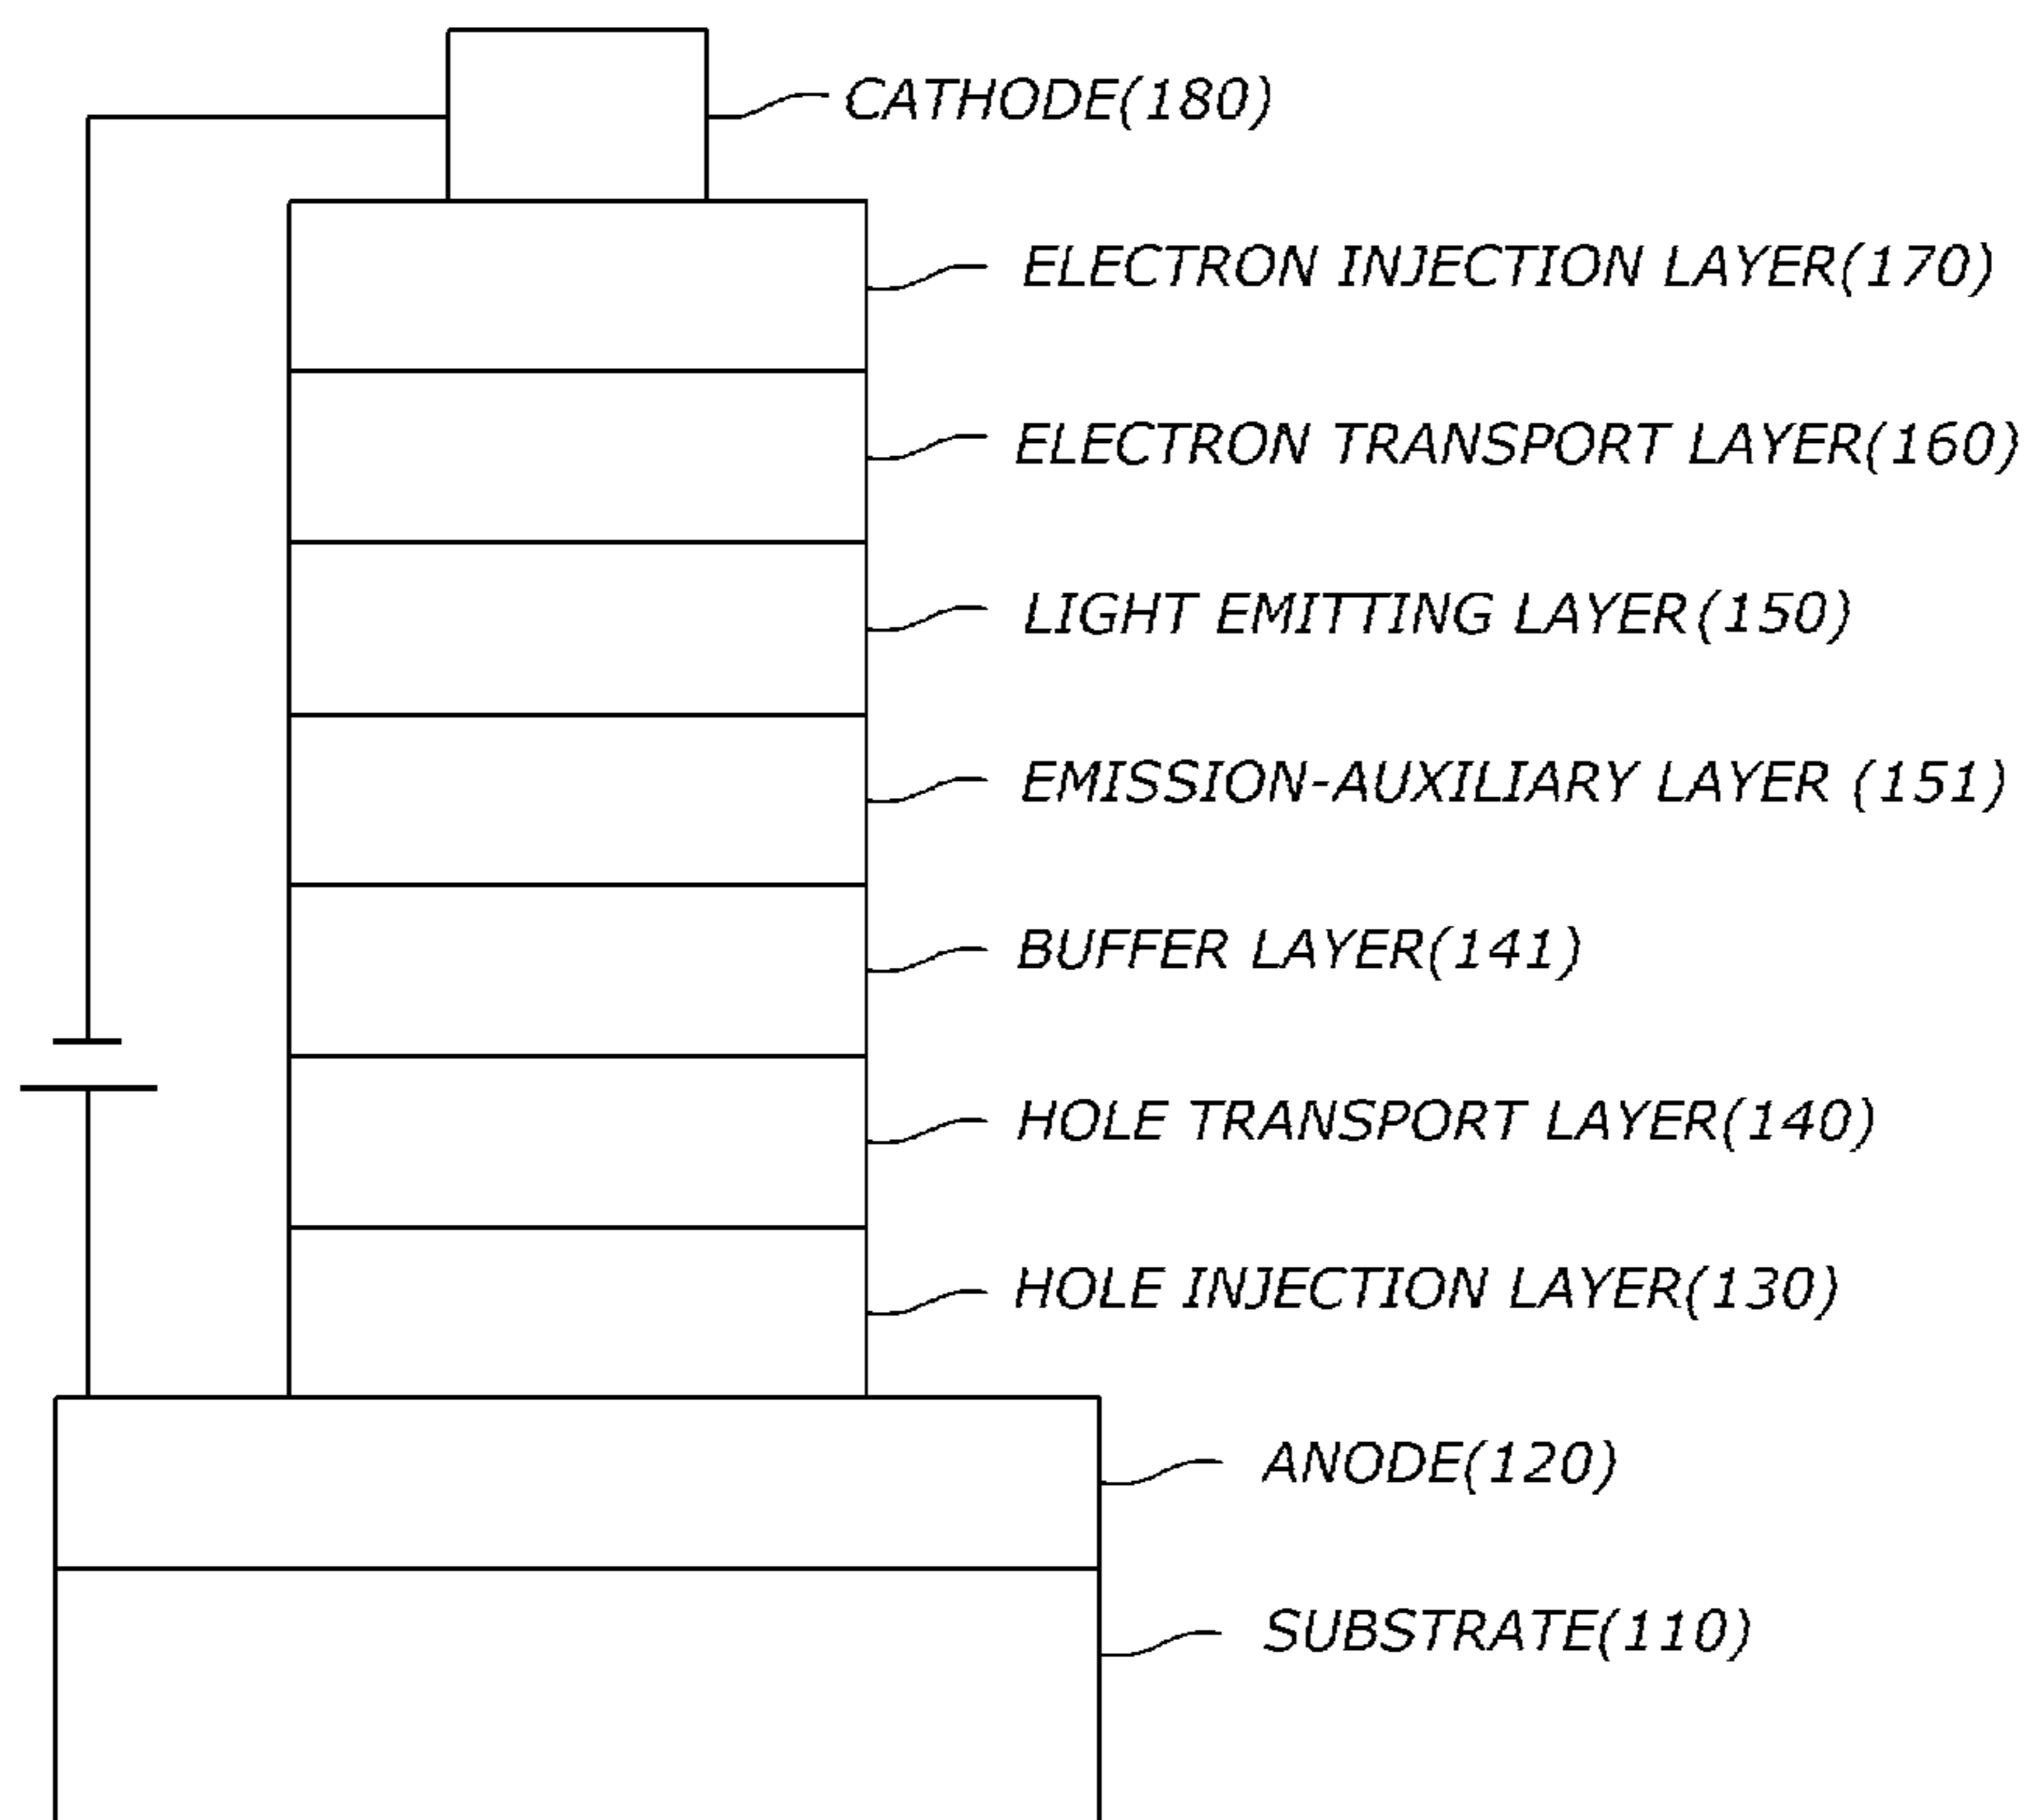 CATHODE(180)
ELECTRON INJECTION LAYER(170)
ELECTRON TRANSPORT LAYER(160)
LIGHT EMITTING LAYER(150)
EMISSION-AUXILIARY LAYER (151)
BUFFER LAYER(141)
HOLE TRANSPORT LAYER(140)
HOLE INJECTION LAYER(130)
ANODE(120)
SUBSTRATE(110)